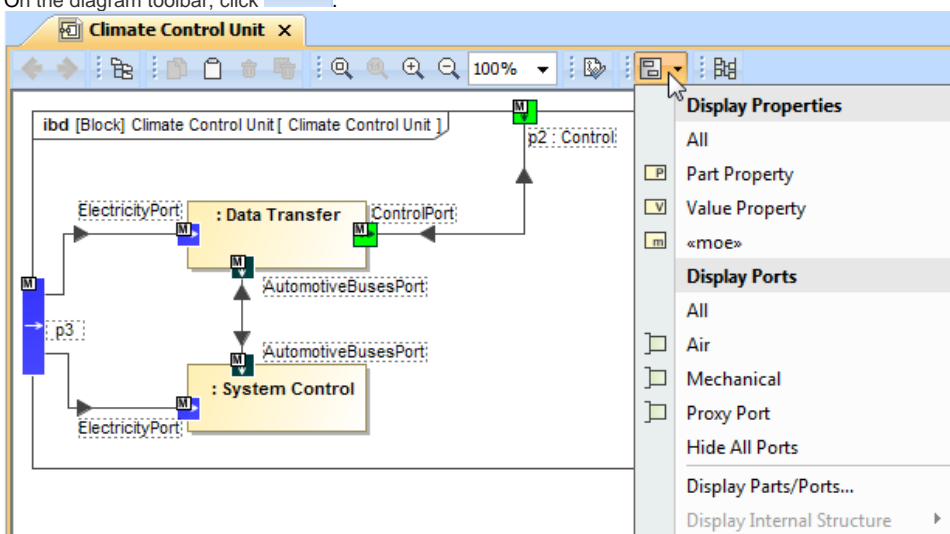 On the diagram toolbar, click .
Climate Control Unit ×
100%
ibd [Block] Climate Control Unit [ Climate Control Unit ]
p2 : Control
ElectricityPort
: Data Transfer
ControlPort
AutomotiveBusesPort
p3
AutomotiveBusesPort
: System Control
ElectricityPort
M
M
M
M
M
M
M
Display Properties
All
P Part Property
V Value Property
m «moe»
Display Ports
All
Air
Mechanical
Proxy Port
Hide All Ports
Display Parts/Ports...
Display Internal Structure